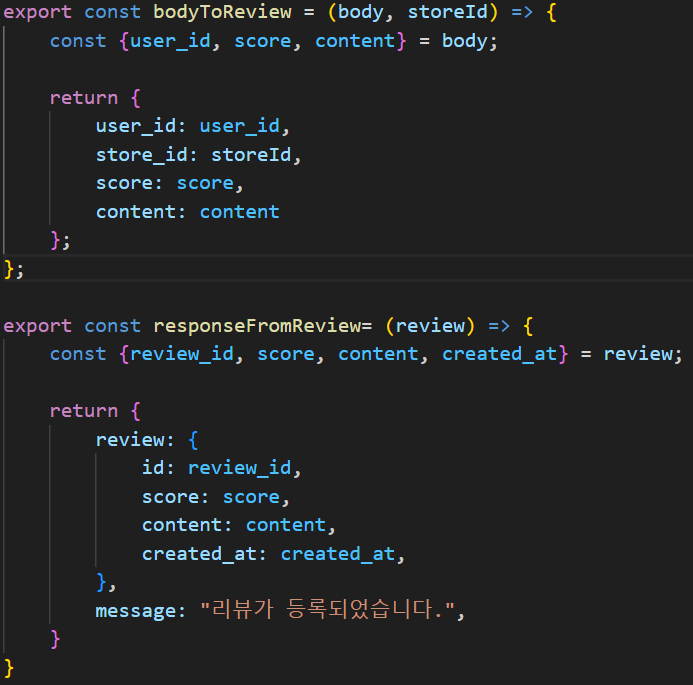 export const bodyToReview = (body, storeId) => {
    const {user_id, score, content} = body;

    return {
        user_id: user_id,
        store_id: storeId,
        score: score,
        content: content
    };
};

export const responseFromReview= (review) => {
    const {review_id, score, content, created_at} = review;

    return {
        review: {
            id: review_id,
            score: score,
            content: content,
            created_at: created_at,
        },
        message: "리뷰가 등록되었습니다.",
    }
}